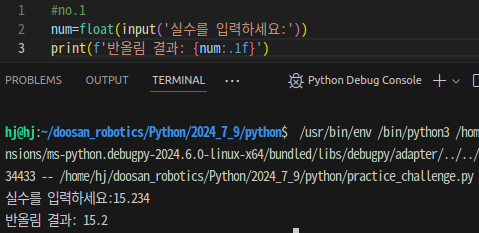 1 #no.1
2 num=float(input('실수를 입력하세요:'))
3 print(f'반올림 결과: {num:.1f}')
PROBLEMS OUTPUT TERMINAL ··· Python Debug Console
hj@hj:~/doosan_robotics/Python/2024_7_9/python$ /usr/bin/env /bin/python3 /hom
nsions/ms-python.debugpy-2024.6.0-linux-x64/bundled/libs/debugpy/adapter/../../
34433 -- /home/hj/doosan_robotics/Python/2024_7_9/python/practice_challenge.py
실수를 입력하세요:15.234
반올림 결과: 15.2